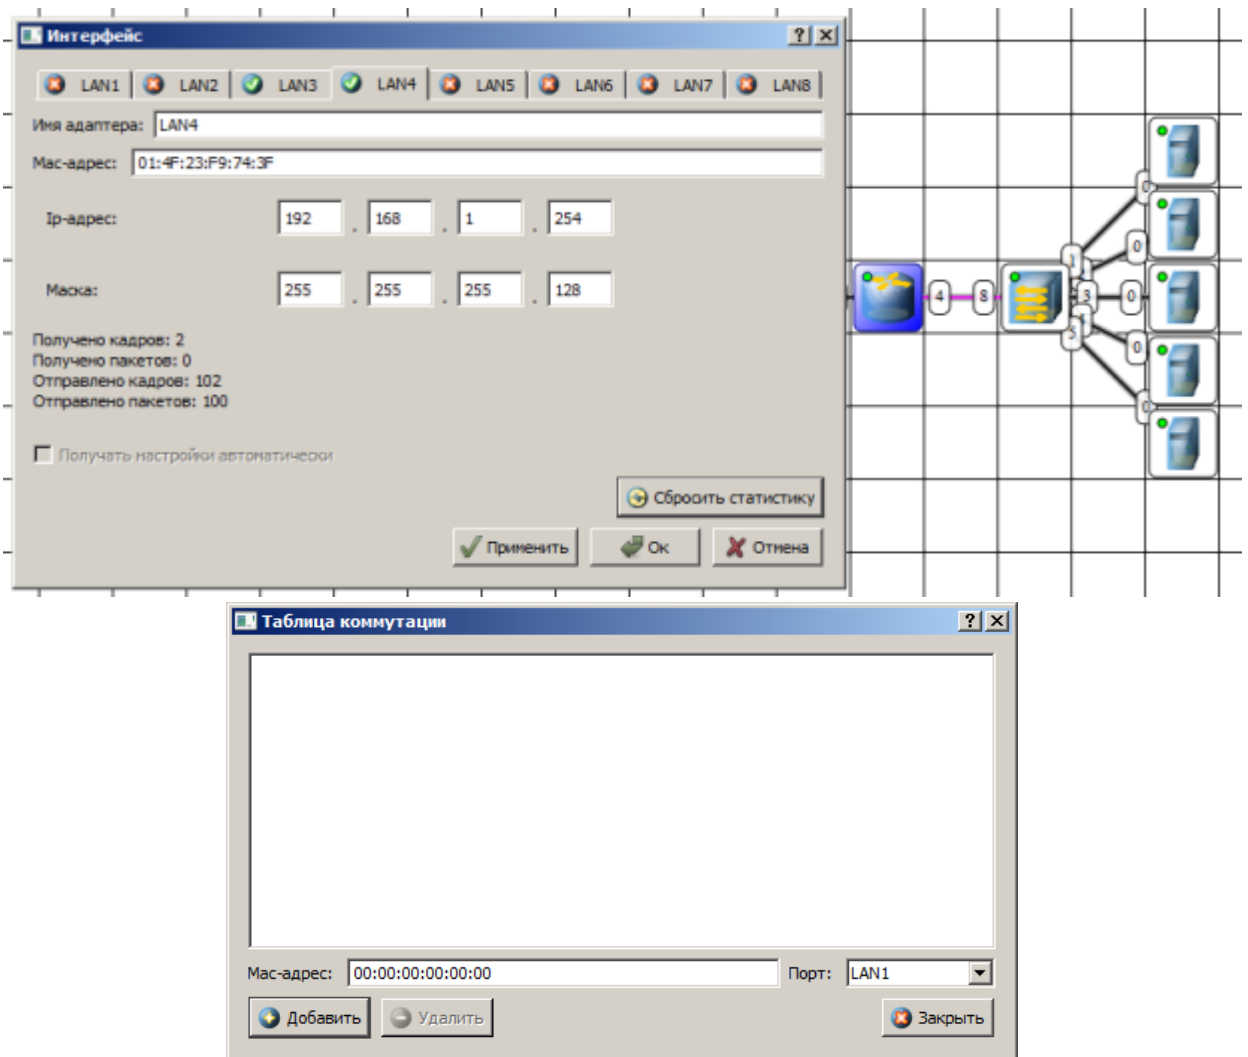 Интерфейс
LAN1 LAN2 LAN3 LAN4 LAN5 LAN6 LAN7 LAN8
Имя адаптера: LAN4
Mac-адрес: 01:4F:23:F9:74:3F
Ip-адрес: 192 . 168 . 1 . 254
Маска: 255 . 255 . 255 . 128
Получено кадров: 2
Получено пакетов: 0
Отправлено кадров: 102
Отправлено пакетов: 100
Получать настройки автоматически
Сбросить статистику
Применить Ок Отмена
0
0
1
4 8 3 0
0
5
0
Таблица коммутации
Mac-адрес: 00:00:00:00:00:00 Порт: LAN1
Добавить Удалить Закрыть